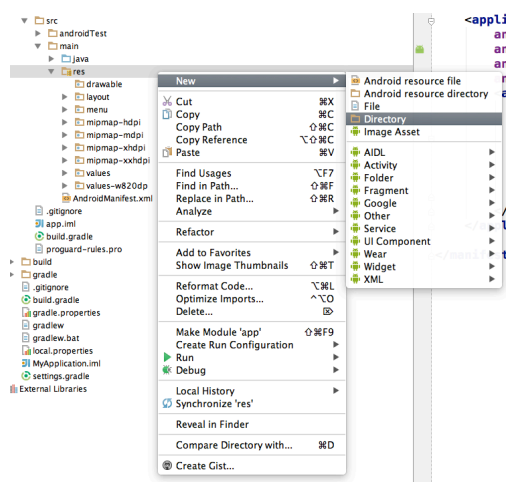 src
androidTest
main
java
res
drawable
layout
menu
mipmap-hdpi
mipmap-mdpi
mipmap-xhdpi
mipmap-xxhdpi
values
values-w820dp
AndroidManifest.xml
.gitignore
app.iml
build.gradle
proguard-rules.pro
build
gradle
.gitignore
build.gradle
gradle.properties
gradlew
gradlew.bat
local.properties
MyApplication.iml
settings.gradle
External Libraries
New
Cut ⌘X
Copy ⌘C
Copy Path ⇧⌘C
Copy Reference ⌥⇧⌘C
Paste ⌘V
Find Usages ⌥F7
Find in Path... ⇧⌘F
Replace in Path... ⇧⌘R
Analyze
Refactor
Add to Favorites
Show Image Thumbnails ⇧⌘T
Reformat Code... ⌥⌘L
Optimize Imports... ^⌥O
Delete... ⌦
Make Module 'app' ⇧⌘F9
Create Run Configuration
Run
Debug
Local History
Synchronize 'res'
Reveal in Finder
Compare Directory with... ⌘D
Create Gist...
Android resource file
Android resource directory
File
Directory
Image Asset
AIDL
Activity
Folder
Fragment
Google
Other
Service
UI Component
Wear
Widget
XML
<appli
an
an
an